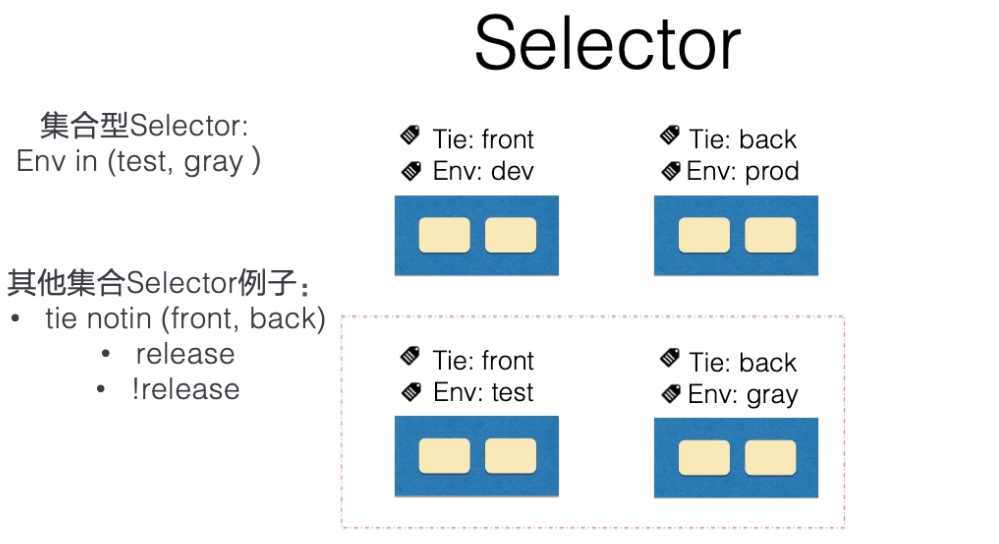 Selector
集合型Selector:
Env in (test, gray )
其他集合Selector例子：
• tie notin (front, back)
• release
• !release
Tie: front
Env: dev
Tie: back
Env: prod
Tie: front
Env: test
Tie: back
Env: gray